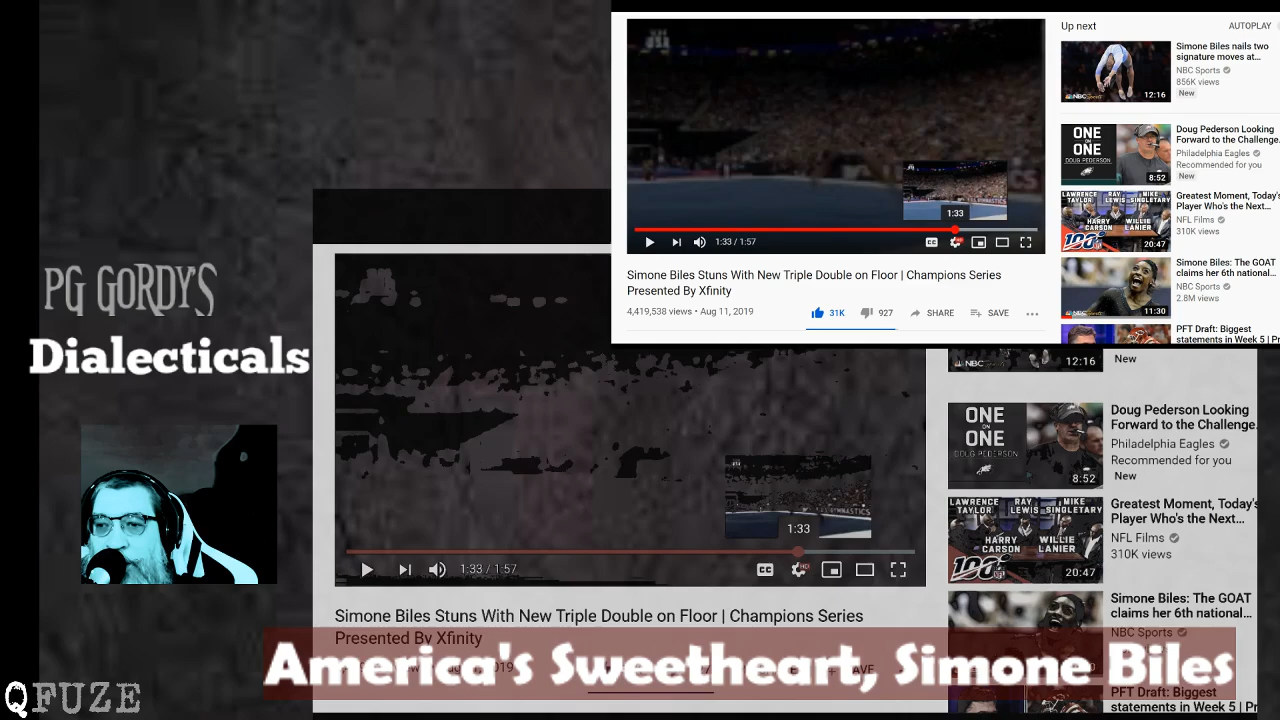 Up next
AUTOPLAY
Simone Biles nails two
signature moves at...
NBC Sports
856K views
New
12:16
ONE
ON
ONE
DOUG PEDERSON
8:52
Doug Pederson Looking
Forward to the Challenge.
Philadelphia Eagles
Recommended for you
New
LAWRENCE TAYLOR
RAY LEWIS
MIKE SINGLETARY
HARRY CARSON
WILLIE LANIER
100
20:47
Greatest Moment, Today's
Player Who's the Next...
NFL Films
310K views
Simone Biles: The GOAT
claims her 6th national...
NBC Sports
2.8M views
11:30
PFT Draft: Biggest
statements in Week 5 | Pr
1:33
1:33 / 1:57
CC
HD
Simone Biles Stuns With New Triple Double on Floor | Champions Series
Presented By Xfinity
4,419,538 views • Aug 11, 2019
31K
927
SHARE
SAVE
PG GORDY'S
Dialecticals
1:33
1:33 / 1:57
CC
HD
Simone Biles Stuns With New Triple Double on Floor | Champions Series
Presented By Xfinity
NBC
12:16
New
ONE
ON
ONE
DOUG PEDERSON
8:52
Doug Pederson Looking
Forward to the Challenge.
Philadelphia Eagles
Recommended for you
New
LAWRENCE TAYLOR
RAY LEWIS
MIKE SINGLETARY
HARRY CARSON
WILLIE LANIER
100
20:47
Greatest Moment, Today's
Player Who's the Next...
NFL Films
310K views
Simone Biles: The GOAT
claims her 6th national...
NBC Sports
America's Sweetheart, Simone Biles
PFT Draft: Biggest
statements in Week 5 | Pr
QFUZE